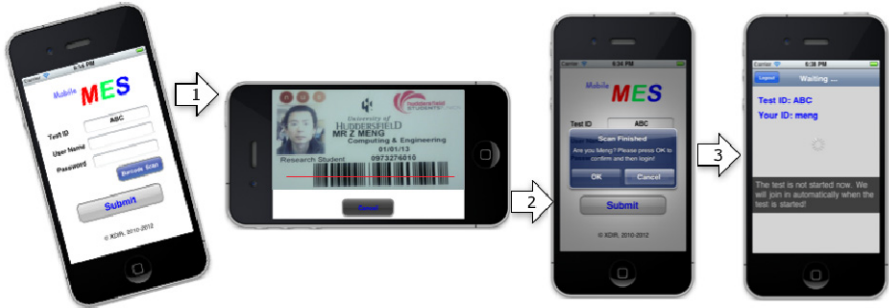 Carrier 6:14 PM
Mobile MES
Test ID ABC
User Name
Password
Barcode Scan
Submit
© XDIR, 2010-2012
1
University of
HUDDERSFIELD
MR Z MENG
Computing & Engineering
01/01/13
Research Student 0973276015
Cancel
2
Carrier 6:34 PM
Mobile MES
Test ID ABC
Scan Finished
Are you Meng? Please press OK to
confirm and then login!
OK Cancel
Submit
© XDIR, 2010-2012
3
Carrier 6:38 PM
Logout Waiting ...
Test ID: ABC
Your ID: meng
The test is not started now. We
will join in automatically when the
test is started!